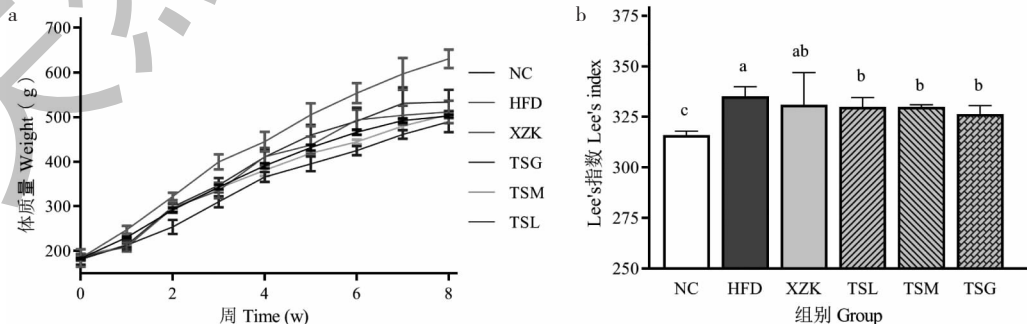 a
体质量 Weight（g）
700
600
500
400
300
200
0
2
4
6
8
周 Time (w)
NC
HFD
XZK
TSG
TSM
TSL
b
Lee's指数 Lee's index
375
350
325
300
275
250
c
a
ab
b
b
b
NC HFD XZK TSL TSM TSG
组别 Group